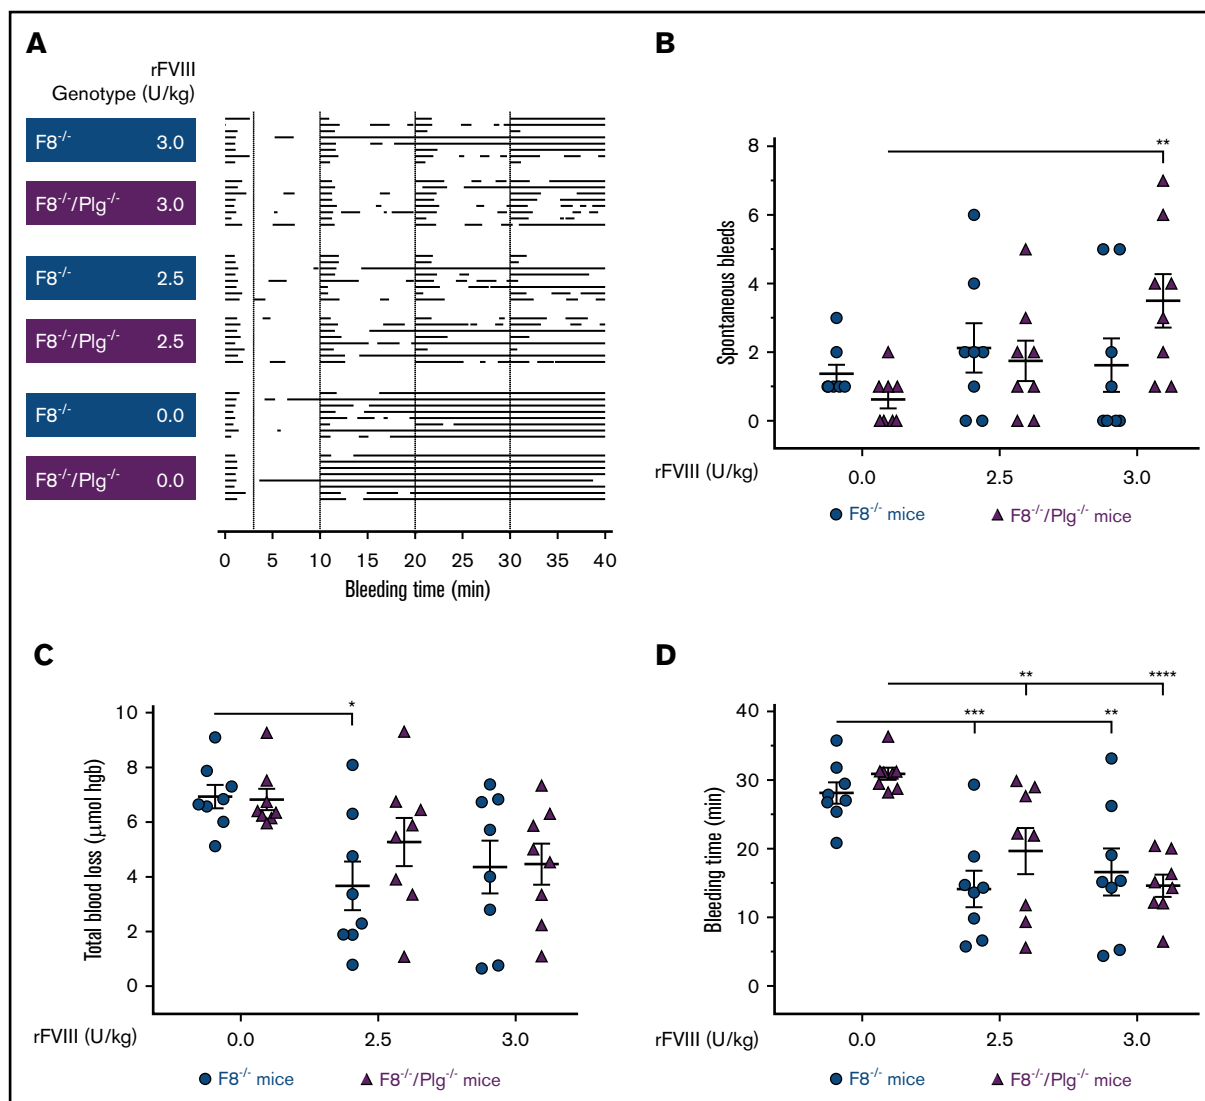 A
rFVIII
Genotype (U/kg)
F8-/- 3.0
F8-/-/Plg-/- 3.0
F8-/- 2.5
F8-/-/Plg-/- 2.5
F8-/- 0.0
F8-/-/Plg-/- 0.0
0 5 10 15 20 25 30 35 40
Bleeding time (min)
B
Spontaneous bleeds
8
6
4
2
0
**
rFVIII (U/kg)
0.0 2.5 3.0
F8-/- mice F8-/-/Plg-/- mice
C
Total blood loss (μmol hgb)
10
8
6
4
2
0
*
rFVIII (U/kg)
0.0 2.5 3.0
F8-/- mice F8-/-/Plg-/- mice
D
Bleeding time (min)
40
30
20
10
0
** ****
*** **
rFVIII (U/kg)
0.0 2.5 3.0
F8-/- mice F8-/-/Plg-/- mice